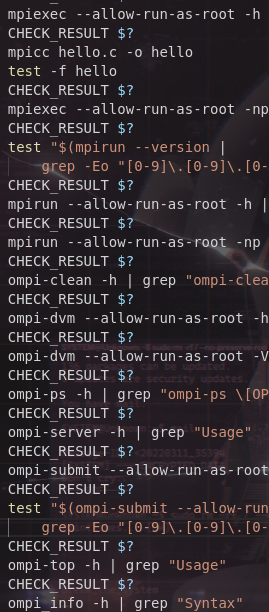 mpiexec --allow-run-as-root -h
CHECK_RESULT $?
mpicc hello.c -o hello
test -f hello
CHECK_RESULT $?
mpiexec --allow-run-as-root -np
CHECK_RESULT $?
test "$(mpirun --version |
grep -Eo "[0-9]\.[0-9]\.[0-
CHECK_RESULT $?
mpirun --allow-run-as-root -h |
CHECK_RESULT $?
mpirun --allow-run-as-root -np
CHECK_RESULT $?
ompi-clean -h | grep "ompi-clea
CHECK_RESULT $?
ompi-dvm --allow-run-as-root -h
CHECK_RESULT $?
ompi-dvm --allow-run-as-root -V
CHECK_RESULT $?
ompi-ps -h | grep "ompi-ps \[OP
CHECK_RESULT $?
ompi-server -h | grep "Usage"
CHECK_RESULT $?
ompi-submit --allow-run-as-root
CHECK_RESULT $?
test "$(ompi-submit --allow-run
grep -Eo "[0-9]\.[0-9]\.[0-
CHECK_RESULT $?
ompi-top -h | grep "Usage"
CHECK_RESULT $?
ompi_info -h | grep "Syntax"